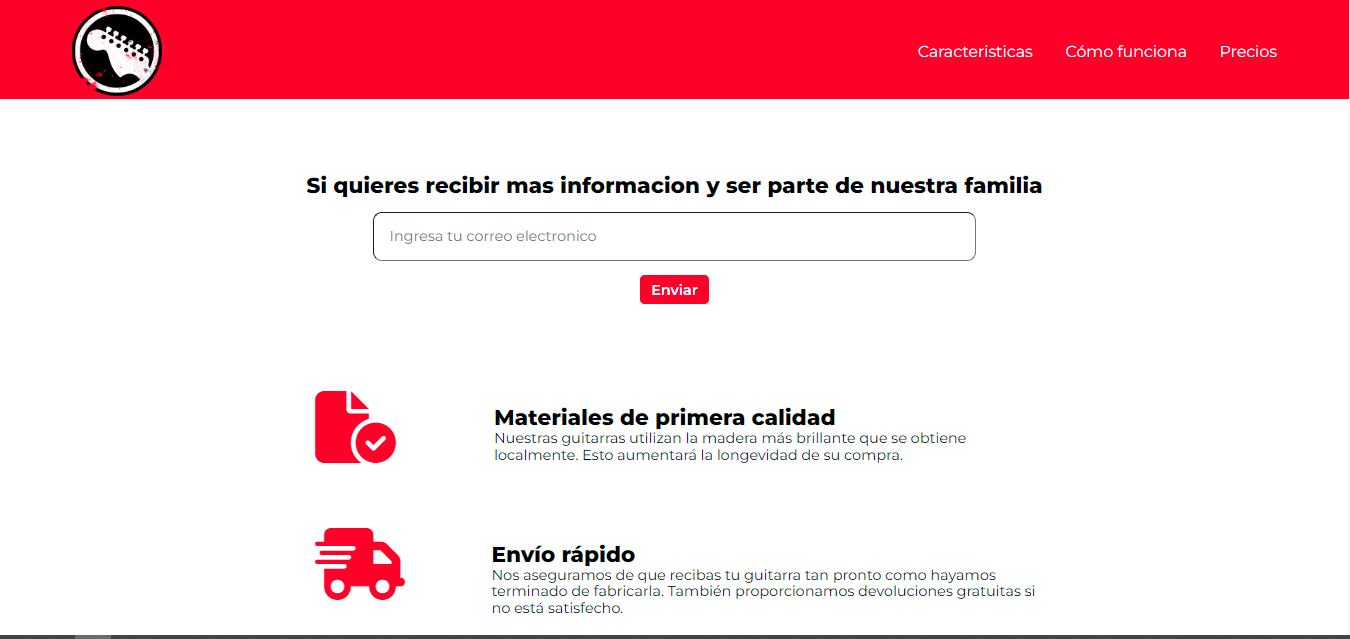 Caracteristicas Cómo funciona Precios
Si quieres recibir mas informacion y ser parte de nuestra familia
Ingresa tu correo electronico
Enviar
Materiales de primera calidad
Nuestras guitarras utilizan la madera más brillante que se obtiene
localmente. Esto aumentará la longevidad de su compra.
Envío rápido
Nos aseguramos de que recibas tu guitarra tan pronto como hayamos
terminado de fabricarla. También proporcionamos devoluciones gratuitas si
no está satisfecho.